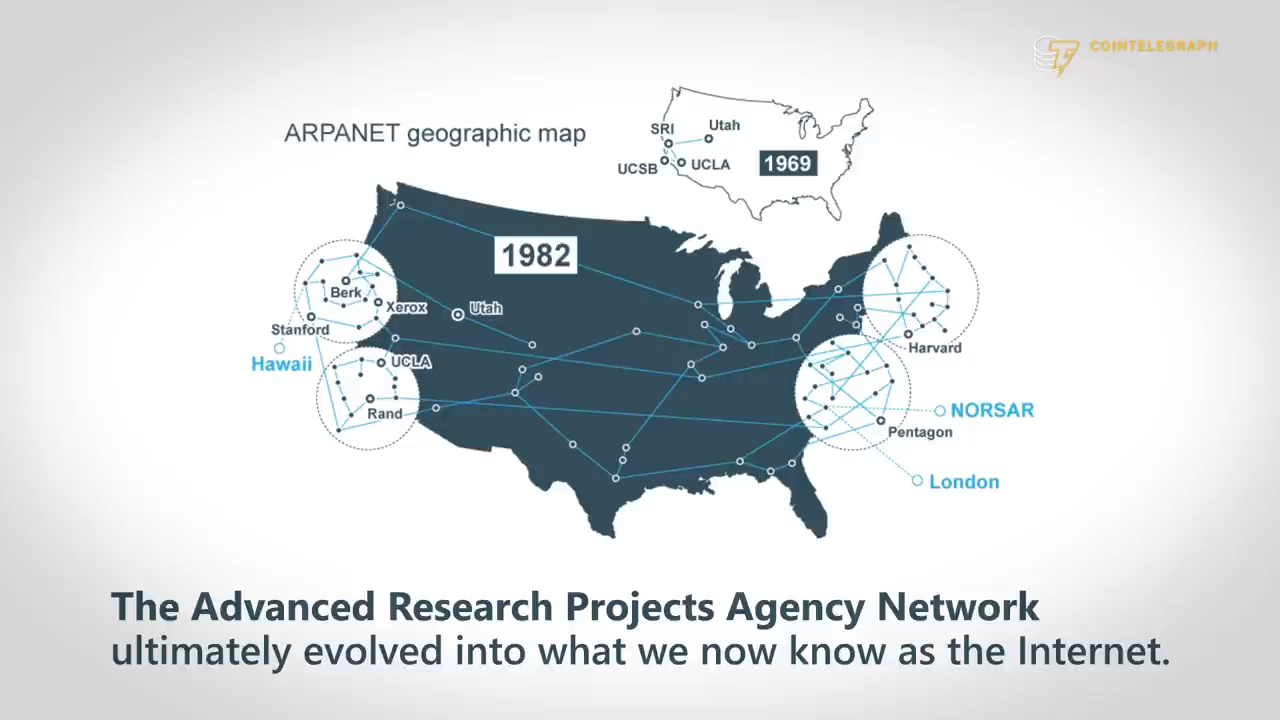 COINTELEGRAPH
ARPANET geographic map
SRI
Utah
UCSB
UCLA
1969
1982
Berk
Xerox
Utah
Stanford
Hawaii
UCLA
Rand
Harvard
NORSAR
Pentagon
London
The Advanced Research Projects Agency Network
ultimately evolved into what we now know as the Internet.